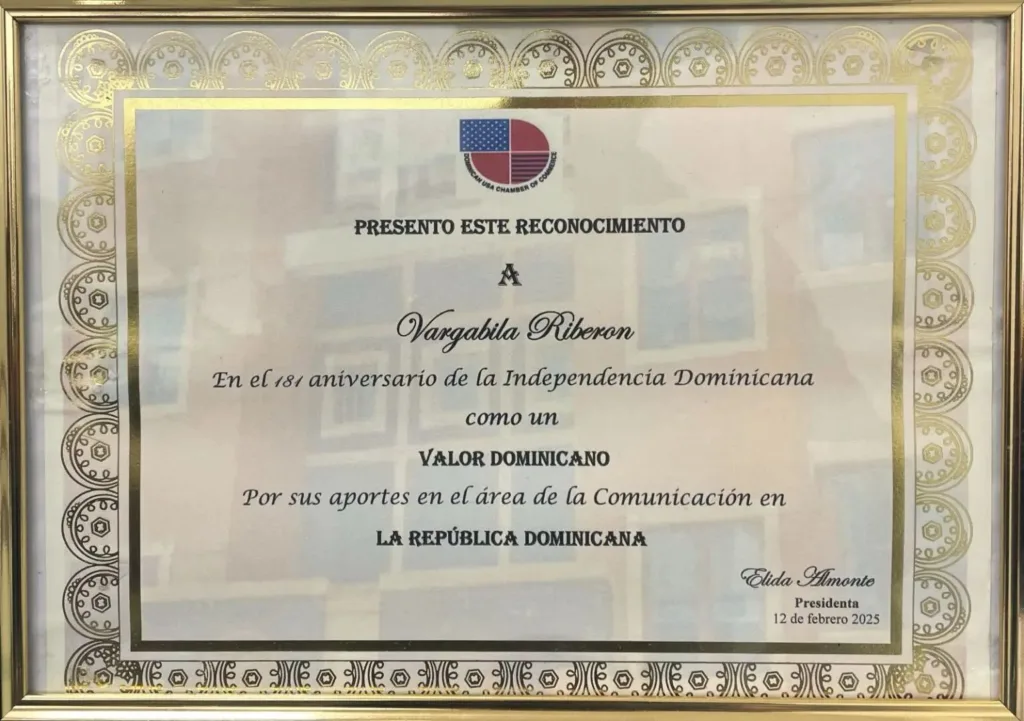 DOMINICAN USA CHAMBER OF COMMERCE
PRESENTO ESTE RECONOCIMIENTO
A
Vargabila Riberon
En el 181 aniversario de la Independencia Dominicana
como un
VALOR DOMINICANO
Por sus aportes en el área de la Comunicación en
LA REPÚBLICA DOMINICANA
Elida Almonte
Presidenta
12 de febrero 2025